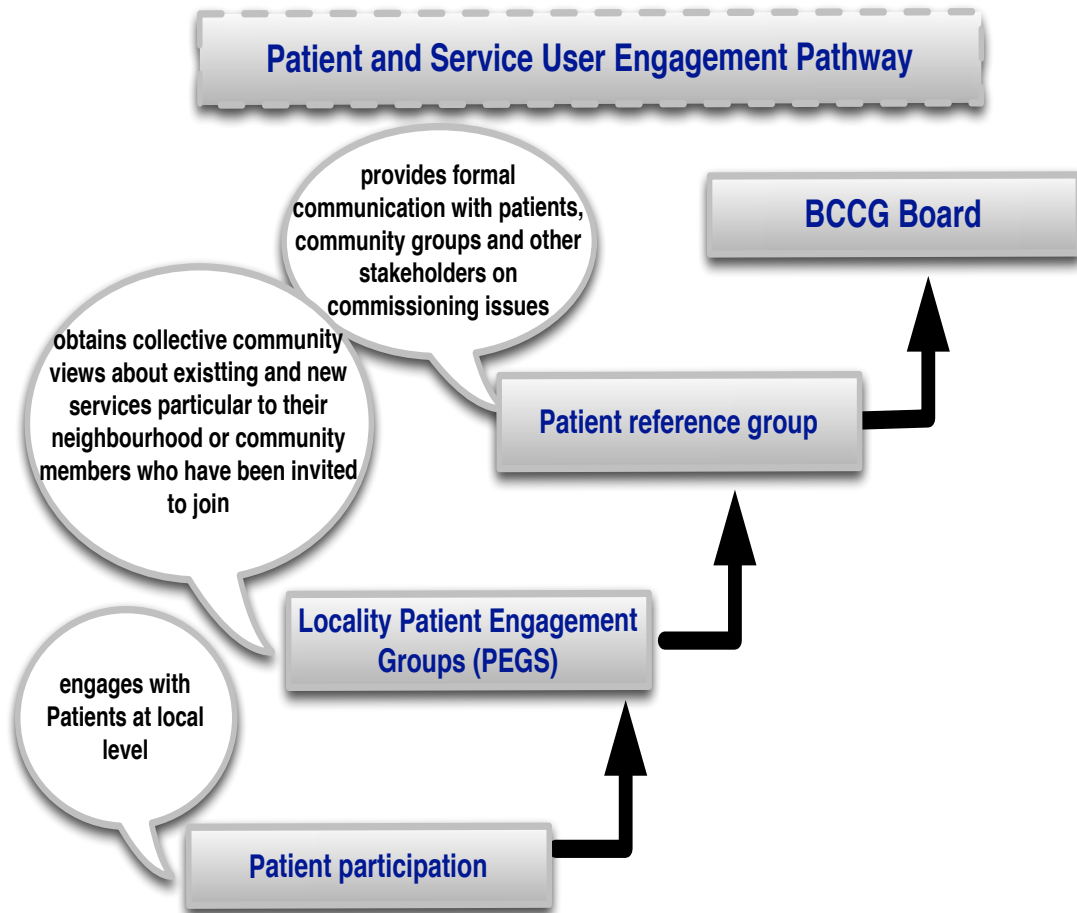 Patient and Service User Engagement Pathway
provides formal
communication with patients,
community groups and other
stakeholders on
commissioning issues
BCCG Board
obtains collective community
views about existting and new
services particular to their
neighbourhood or community
members who have been invited
to join
Patient reference group
Locality Patient Engagement
Groups (PEGS)
engages with
Patients at local
level
Patient participation